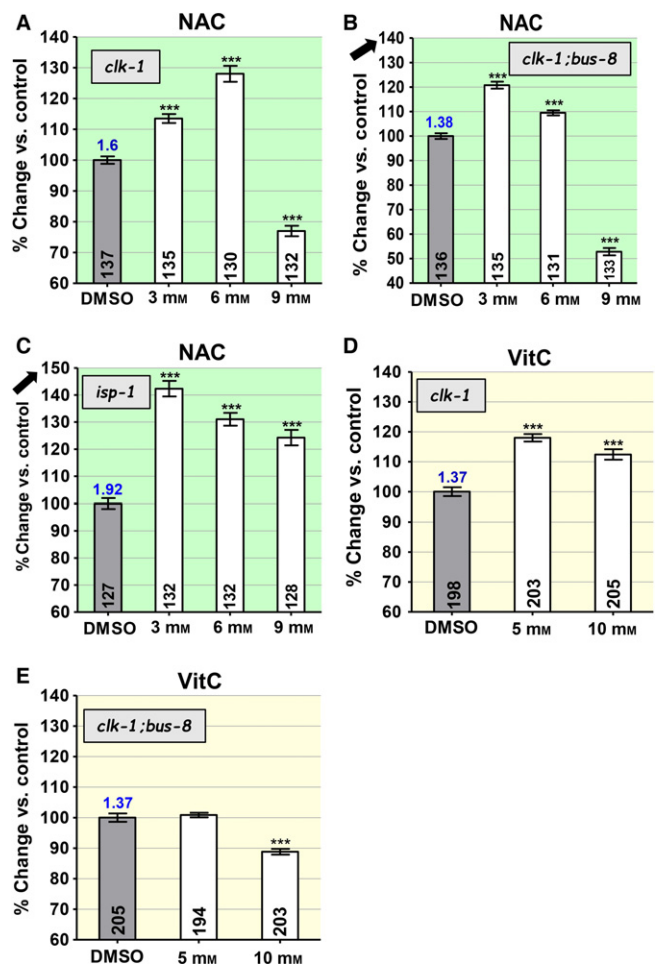 A
NAC
% Change vs. control
140
130
120
110
100
90
80
70
60
clk-1
1.6
***
***
***
137
135
130
132
DMSO
3 mM
6 mM
9 mM
B
NAC
% Change vs. control
140
130
120
110
100
90
80
70
60
50
40
clk-1;bus-8
1.38
***
***
***
136
135
131
133
DMSO
3 mM
6 mM
9 mM
C
NAC
% Change vs. control
150
140
130
120
110
100
90
80
70
60
isp-1
1.92
***
***
***
127
132
132
128
DMSO
3 mM
6 mM
9 mM
D
VitC
% Change vs. control
140
130
120
110
100
90
80
70
60
clk-1
1.37
***
***
198
203
205
DMSO
5 mM
10 mM
E
VitC
% Change vs. control
140
130
120
110
100
90
80
70
60
clk-1;bus-8
1.37
***
205
194
203
DMSO
5 mM
10 mM